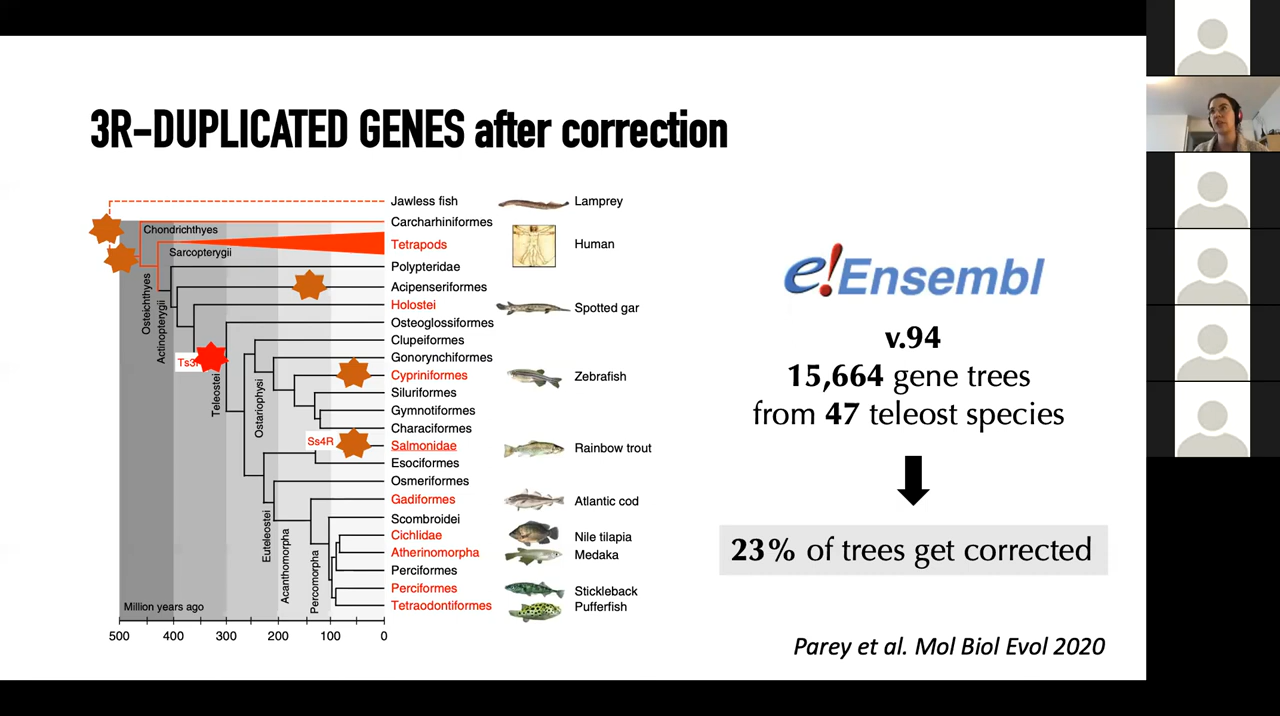 3R-DUPLICATED GENES after correction
Jawless fish
Lamprey
Carcharhiniformes
Chondrichthyes
Tetrapods
Human
Sarcopterygii
Polypteridae
Acipenseriformes
Holostei
Spotted gar
Osteichthyes
Actinopterygii
Osteoglossiformes
Clupeiformes
Gonorynchiformes
Teleostei
Cypriniformes
Zebrafish
Ostariophysi
Siluriformes
Gymnotiformes
Characiformes
Ss4R
Salmonidae
Rainbow trout
Esociformes
Osmeriformes
Euteleostei
Gadiformes
Atlantic cod
Acanthomorpha
Scombroidei
Percomorpha
Cichlidae
Nile tilapia
Atherinomorpha
Medaka
Perciformes
Perciformes
Stickleback
Tetraodontiformes
Pufferfish
Million years ago
500 400 300 200 100 0
e!Ensembl
v.94
15,664 gene trees
from 47 teleost species
23% of trees get corrected
Parey et al. Mol Biol Evol 2020